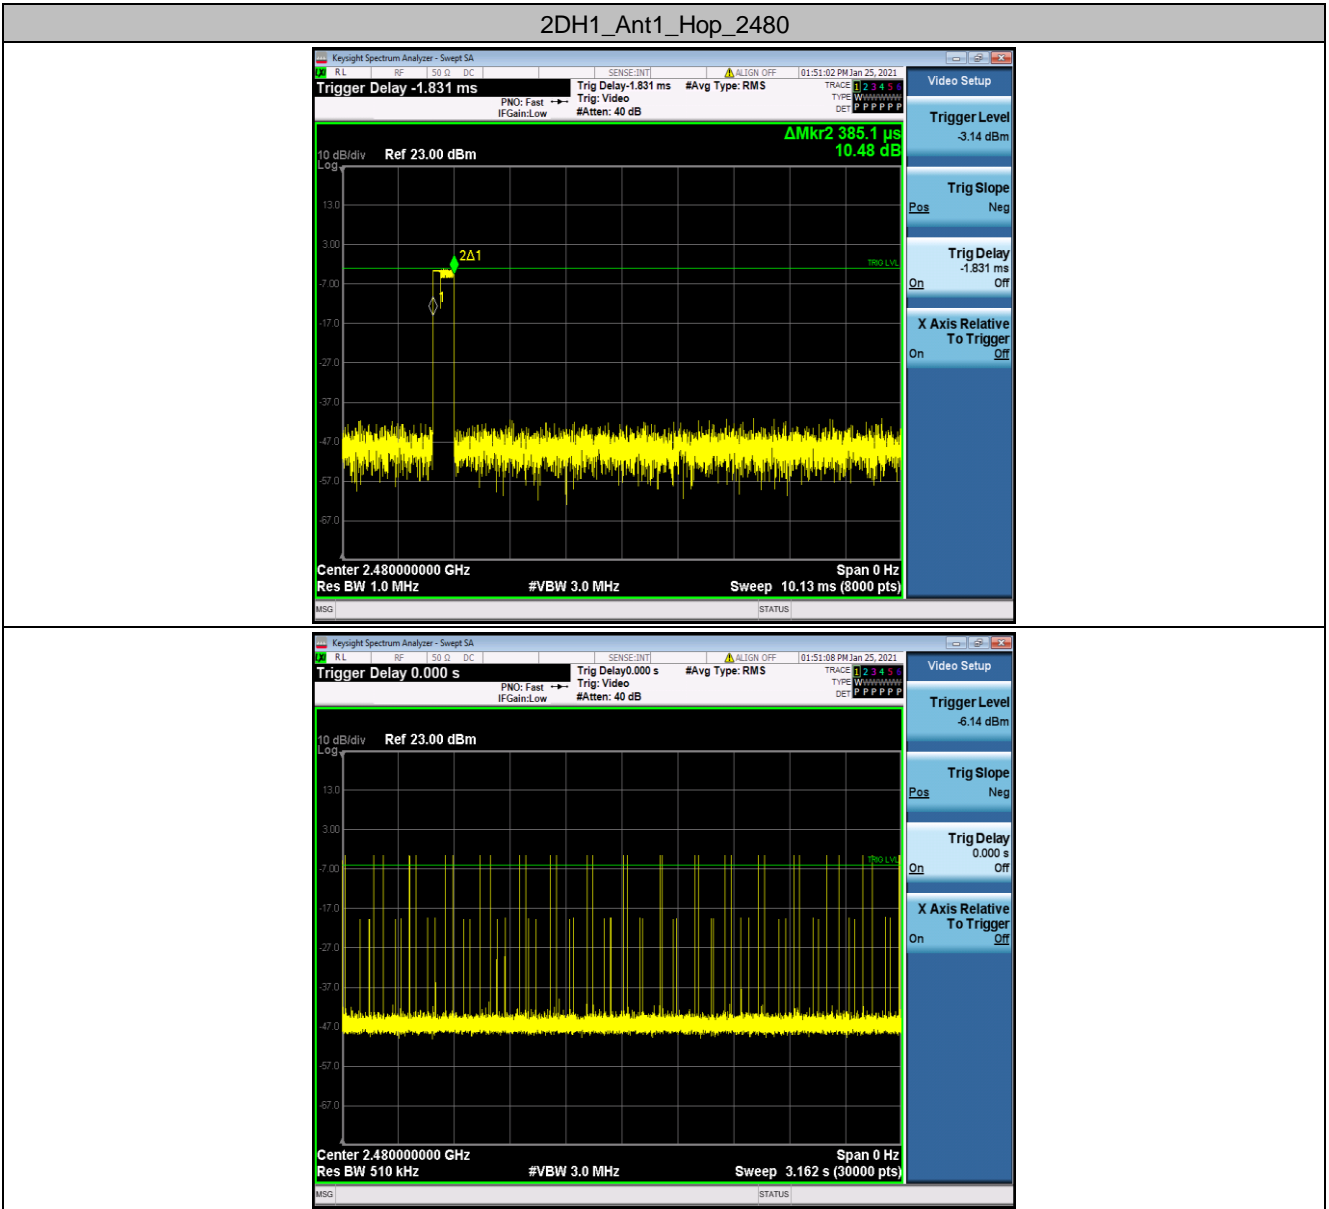 2DH1_Ant1_Hop_2480
Keysight Spectrum Analyzer - Swept SA
RL RF 50 Ω DC SENSE:INT ALIGN OFF 01:51:02 PM Jan 25, 2021
Trigger Delay -1.831 ms
Trig Delay-1.831 ms #Avg Type: RMS
PNO: Fast Trig: Video
IFGain:Low #Atten: 40 dB
TRACE 1 2 3 4 5 6
TYPE W
DET P P P P P P
ΔMkr2 385.1 µs
10.48 dB
10 dB/div Ref 23.00 dBm
Log
13.0
3.00
-7.00
-17.0
-27.0
-37.0
-47.0
-57.0
-67.0
2Δ1
TRIG LVL
Center 2.480000000 GHz Span 0 Hz
Res BW 1.0 MHz #VBW 3.0 MHz Sweep 10.13 ms (8000 pts)
MSG STATUS
Video Setup
Trigger Level
-3.14 dBm
Trig Slope
Pos Neg
Trig Delay
-1.831 ms
On Off
X Axis Relative
To Trigger
On Off
Keysight Spectrum Analyzer - Swept SA
RL RF 50 Ω DC SENSE:INT ALIGN OFF 01:51:08 PM Jan 25, 2021
Trigger Delay 0.000 s
Trig Delay0.000 s #Avg Type: RMS
PNO: Fast Trig: Video
IFGain:Low #Atten: 40 dB
TRACE 1 2 3 4 5 6
TYPE W
DET P P P P P P
10 dB/div Ref 23.00 dBm
Log
13.0
3.00
-7.00
-17.0
-27.0
-37.0
-47.0
-57.0
-67.0
TRIG LVL
Center 2.480000000 GHz Span 0 Hz
Res BW 510 kHz #VBW 3.0 MHz Sweep 3.162 s (30000 pts)
MSG STATUS
Video Setup
Trigger Level
-6.14 dBm
Trig Slope
Pos Neg
Trig Delay
0.000 s
On Off
X Axis Relative
To Trigger
On Off